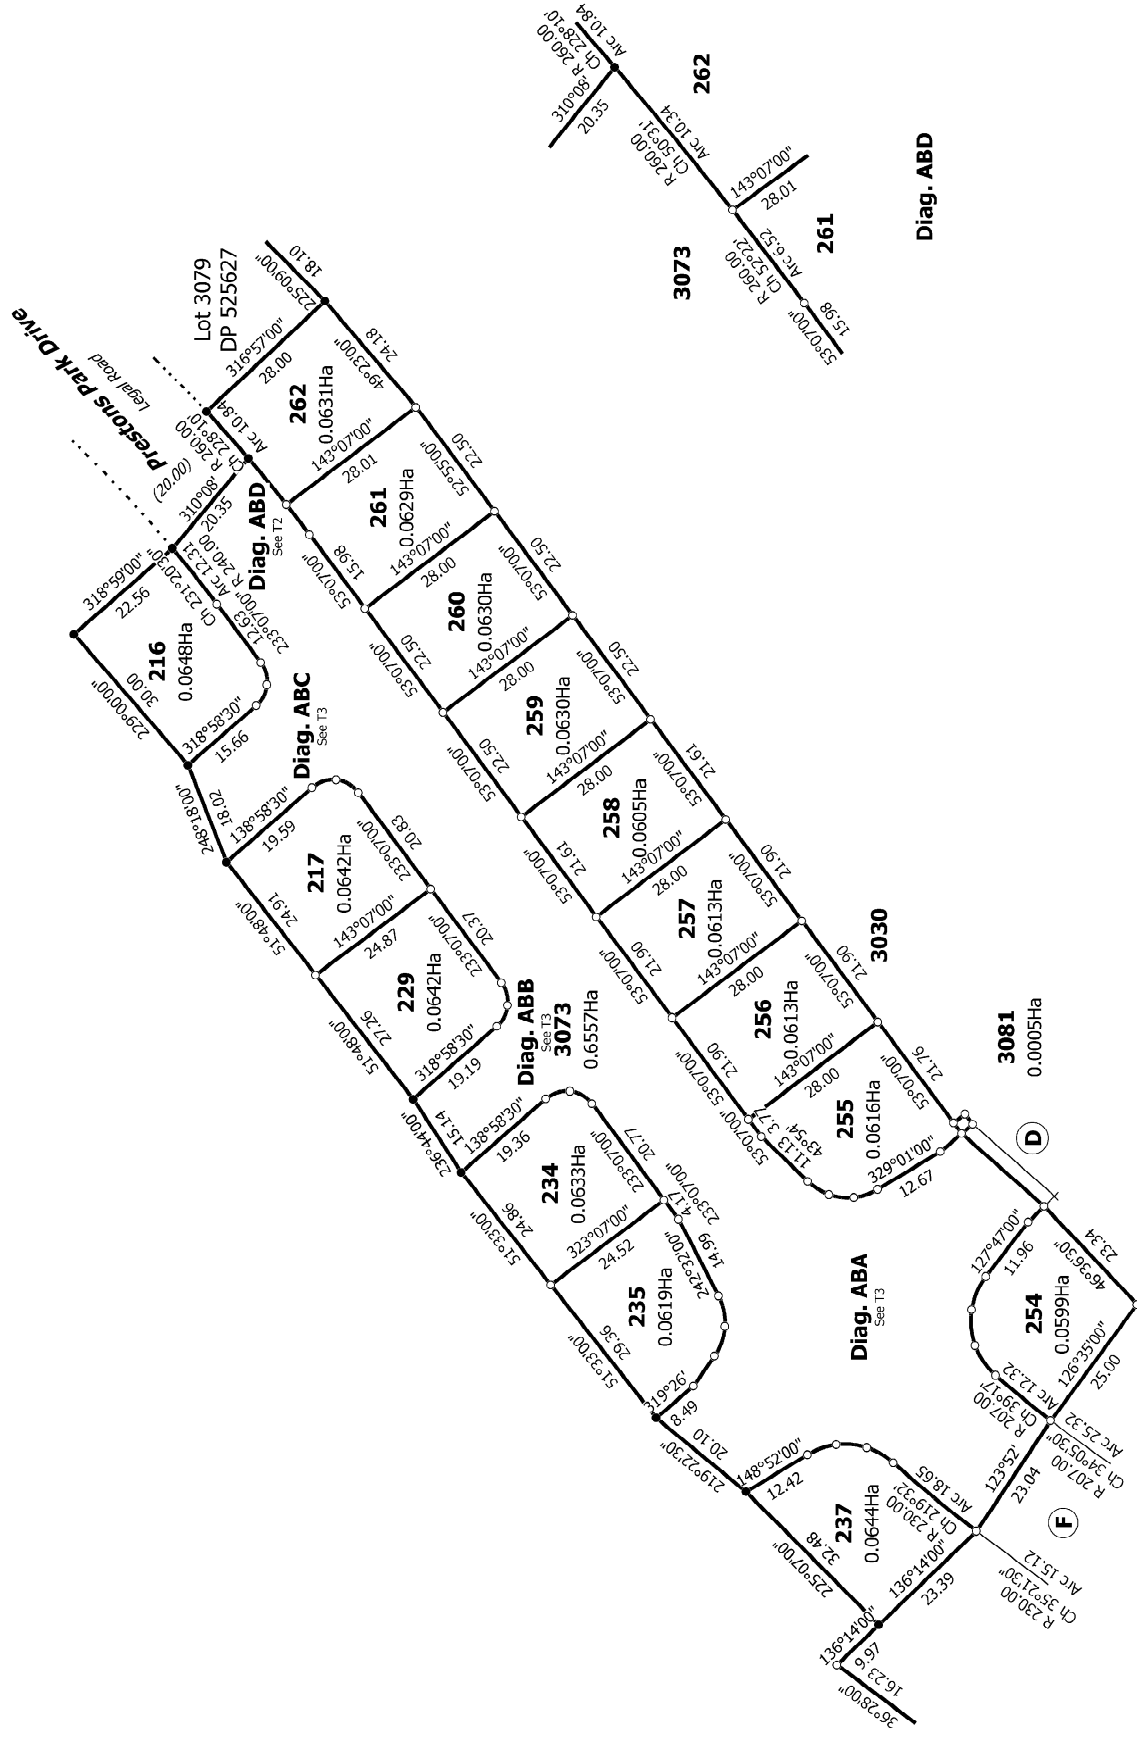 Arc 10.84
Ch 228°10'
R 260.00
310°08'
20.35
262
Arc 10.34
Ch 50°31'
R 260.00
143°07'00"
28.01
261
3073
Arc 6.52
Ch 52°22'
R 260.00
53°07'00"
15.98
Diag. ABD
Prestons Park Drive
Legal Road
(20.00)
Lot 3079
DP 525627
225°09'00"
18.10
316°57'00"
28.00
R 260.00
Ch 228°10'
Arc 10.84
262
0.0631Ha
49°23'00"
24.18
143°07'00"
28.01
310°08'
20.35
Diag. ABD
See T2
318°59'00"
22.56
Ch 231°20'30"
Arc 12.31
R 240.00
233°07'00"
12.63
216
0.0648Ha
229°00'00"
30.00
318°58'30"
15.66
261
0.0629Ha
52°55'00"
22.50
53°07'00"
15.98
143°07'00"
28.00
260
0.0630Ha
53°07'00"
22.50
53°07'00"
22.50
143°07'00"
28.00
Diag. ABC
See T3
248°18'00"
18.02
138°58'30"
19.59
217
0.0642Ha
233°07'00"
20.83
51°48'00"
24.91
143°07'00"
24.87
259
0.0630Ha
53°07'00"
22.50
53°07'00"
22.50
143°07'00"
28.00
258
0.0605Ha
53°07'00"
21.61
53°07'00"
21.61
143°07'00"
28.00
229
0.0642Ha
233°07'00"
20.37
51°48'00"
27.26
318°58'30"
19.19
257
0.0613Ha
53°07'00"
21.90
53°07'00"
21.90
143°07'00"
28.00
Diag. ABB
See T3
3073
0.6557Ha
256
0.0613Ha
53°07'00"
21.90
53°07'00"
21.90
143°07'00"
28.00
3030
236°44'00"
15.14
138°58'30"
19.36
234
0.0633Ha
233°07'00"
20.77
51°33'00"
24.86
323°07'00"
24.52
233°07'00"
4.17
53°07'00"
3.77
43°54'
11.13
255
0.0616Ha
53°07'00"
21.76
329°01'00"
12.67
3081
0.0005Ha
D
235
0.0619Ha
242°32'00"
14.99
51°33'00"
29.36
319°26'
8.49
Diag. ABA
See T3
127°47'00"
11.96
254
0.0599Ha
46°36'30"
23.34
126°35'00"
25.00
R 207.00
Ch 39°17'
Arc 12.32
219°22'30"
20.10
148°52'00"
12.42
237
0.0644Ha
225°07'00"
32.48
R 230.00
Ch 219°32'
Arc 18.65
123°52'
23.04
R 207.00
Ch 34°05'30"
Arc 25.32
F
136°14'00"
23.39
R 230.00
Ch 35°21'30"
Arc 15.12
136°14'00"
9.97
36°28'00"
16.23